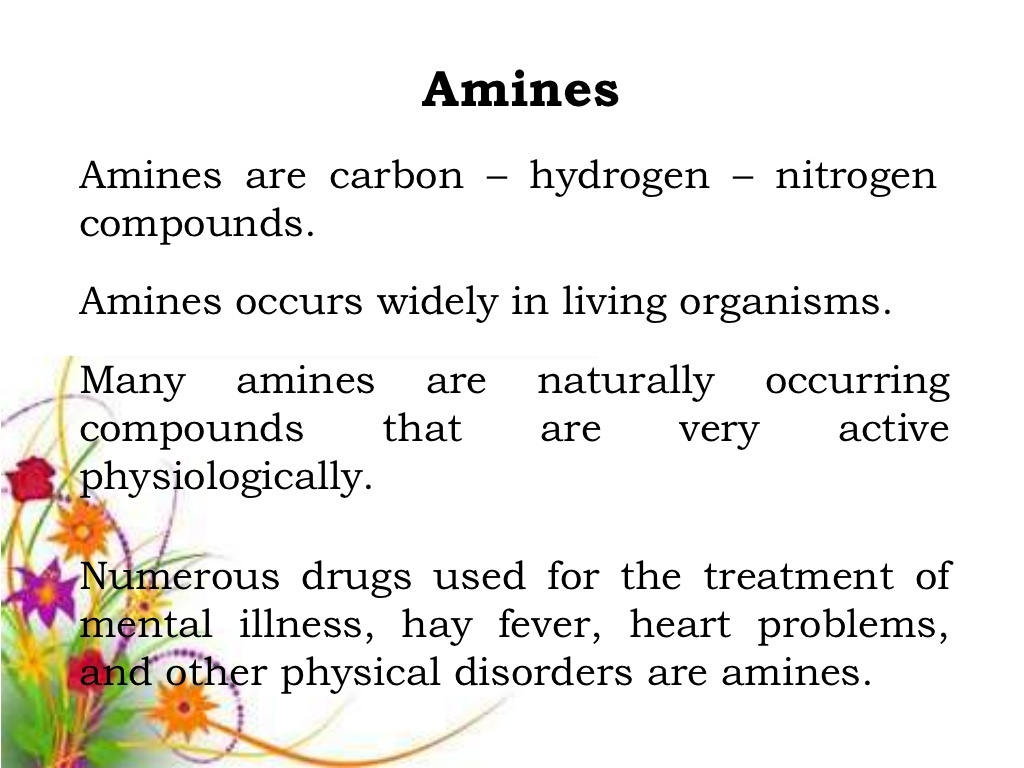 Amines
Amines are carbon – hydrogen – nitrogen
compounds.
Amines occurs widely in living organisms.
Many amines are naturally occurring
compounds that are very active
physiologically.
Numerous drugs used for the treatment of
mental illness, hay fever, heart problems,
and other physical disorders are amines.